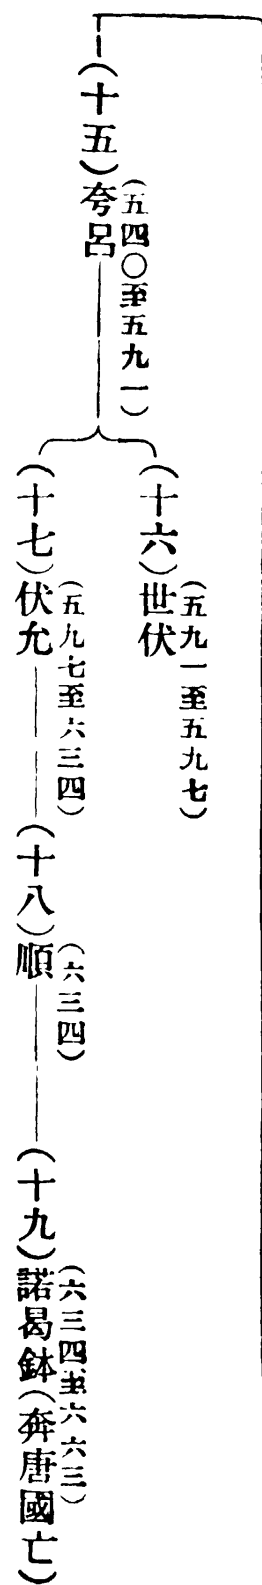 (十五)夸呂
(五四〇至五九一)
(十六)世伏
(五九一至五九七)
(十七)伏允
(五九七至六三四)
(十八)順
(六三四)
(十九)諾曷鉢(奔唐國亡)
(六三四至六六三)